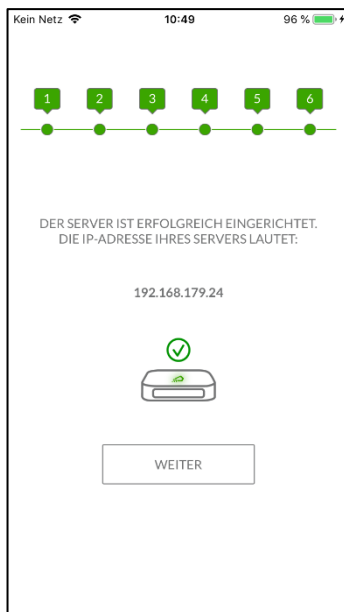 Kein Netz 10:49 96 %
1 2 3 4 5 6
DER SERVER IST ERFOLGREICH EINGERICHTET.
DIE IP-ADRESSE IHRES SERVERS LAUTET:
192.168.179.24
WEITER